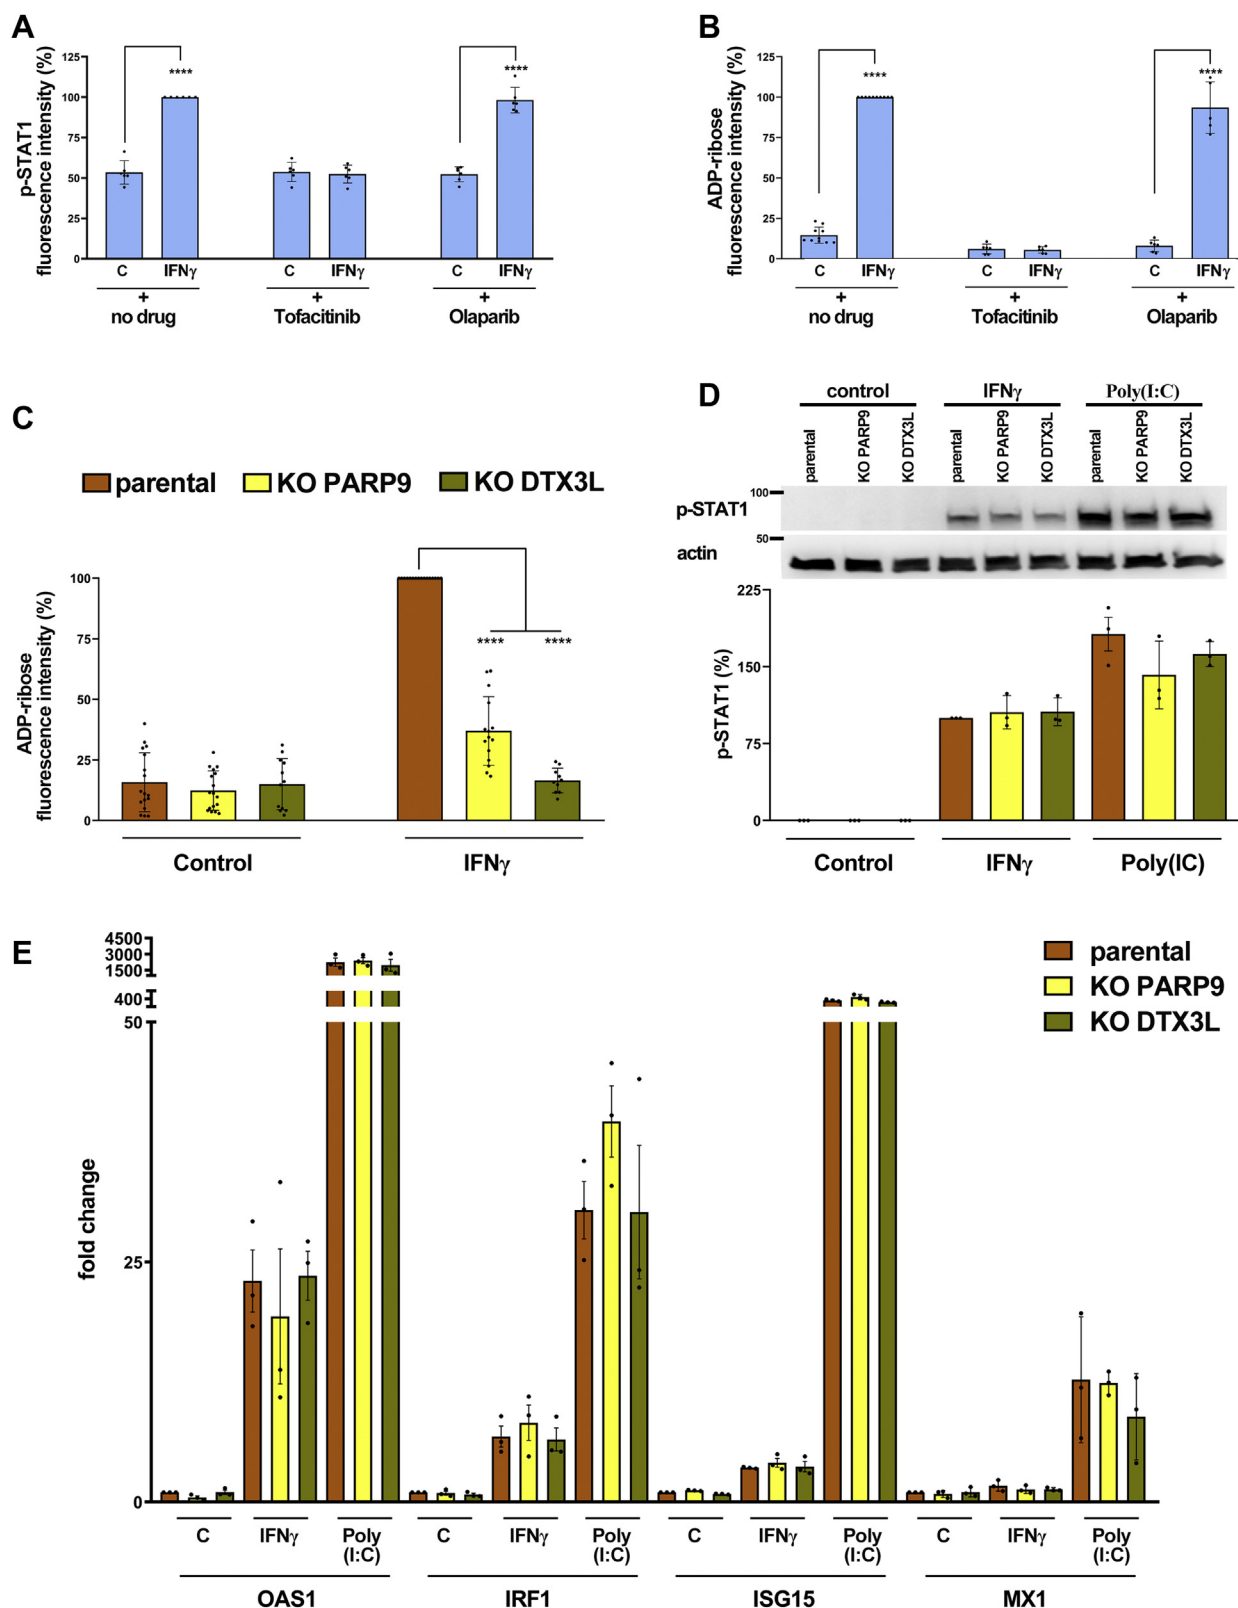 A
p-STAT1
fluorescence intensity (%)
125
100
75
50
25
0
****
****
C
IFNγ
C
IFNγ
C
IFNγ
+
+
+
no drug
Tofacitinib
Olaparib
B
ADP-ribose
fluorescence intensity (%)
125
100
75
50
25
0
****
****
C
IFNγ
C
IFNγ
C
IFNγ
+
+
+
no drug
Tofacitinib
Olaparib
C
parental
KO PARP9
KO DTX3L
ADP-ribose
fluorescence intensity (%)
100
75
50
25
0
****
****
Control
IFNγ
D
control
IFNγ
Poly(I:C)
parental
KO PARP9
KO DTX3L
parental
KO PARP9
KO DTX3L
parental
KO PARP9
KO DTX3L
100
p-STAT1
50
actin
p-STAT1 (%)
225
150
75
0
Control
IFNγ
Poly(IC)
E
parental
KO PARP9
KO DTX3L
fold change
4500
3000
1500
400
50
25
0
C
IFNγ
Poly
(I:C)
C
IFNγ
Poly
(I:C)
C
IFNγ
Poly
(I:C)
C
IFNγ
Poly
(I:C)
OAS1
IRF1
ISG15
MX1